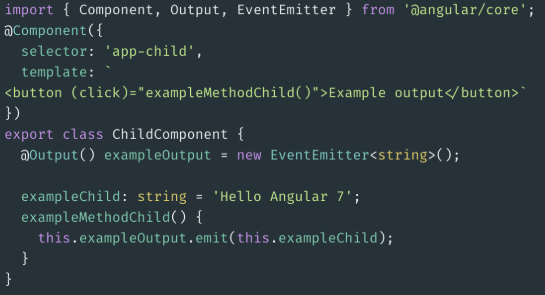 import { Component, Output, EventEmitter } from '@angular/core';
@Component({
  selector: 'app-child',
  template: `
<button (click)="exampleMethodChild()">Example output</button>`
})
export class ChildComponent {
  @Output() exampleOutput = new EventEmitter<string>();

  exampleChild: string = 'Hello Angular 7';
  exampleMethodChild() {
    this.exampleOutput.emit(this.exampleChild);
  }
}